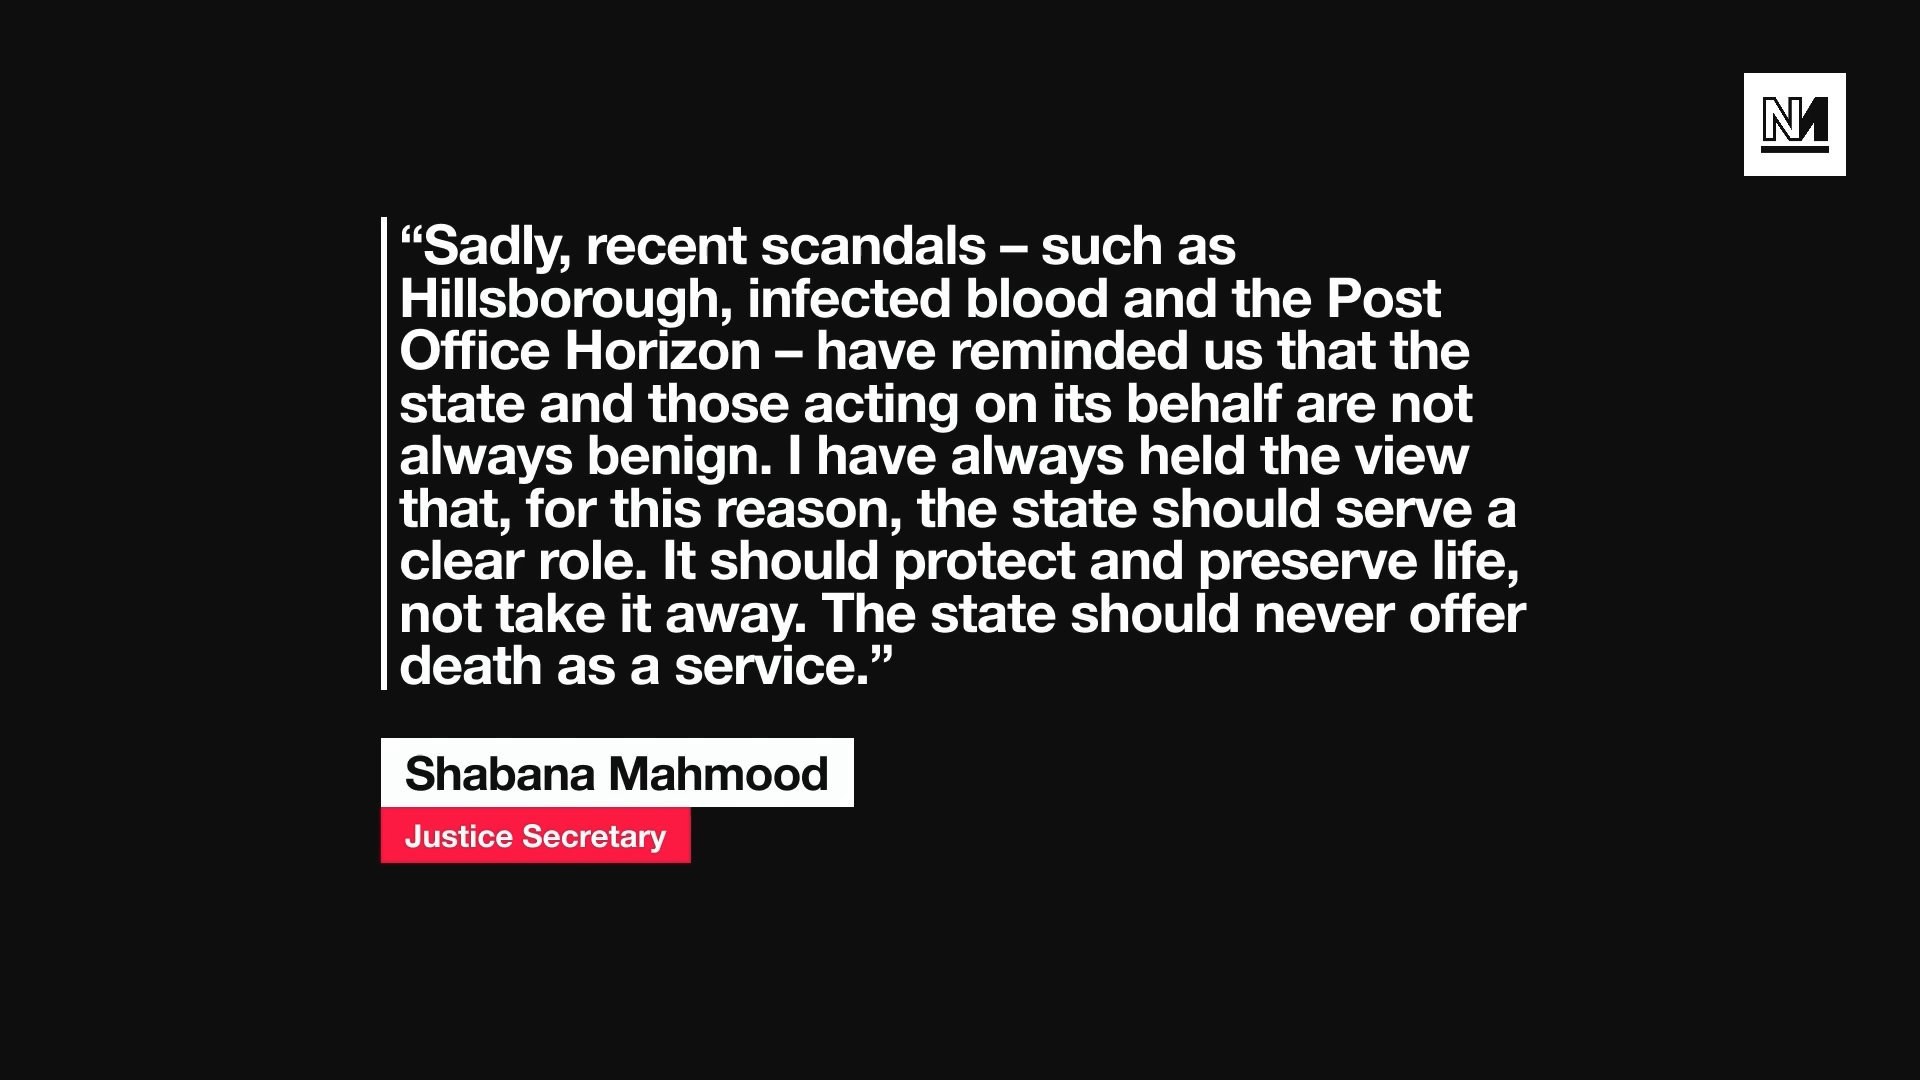 NM
“Sadly, recent scandals – such as
Hillsborough, infected blood and the Post
Office Horizon – have reminded us that the
state and those acting on its behalf are not
always benign. I have always held the view
that, for this reason, the state should serve a
clear role. It should protect and preserve life,
not take it away. The state should never offer
death as a service.”
Shabana Mahmood
Justice Secretary